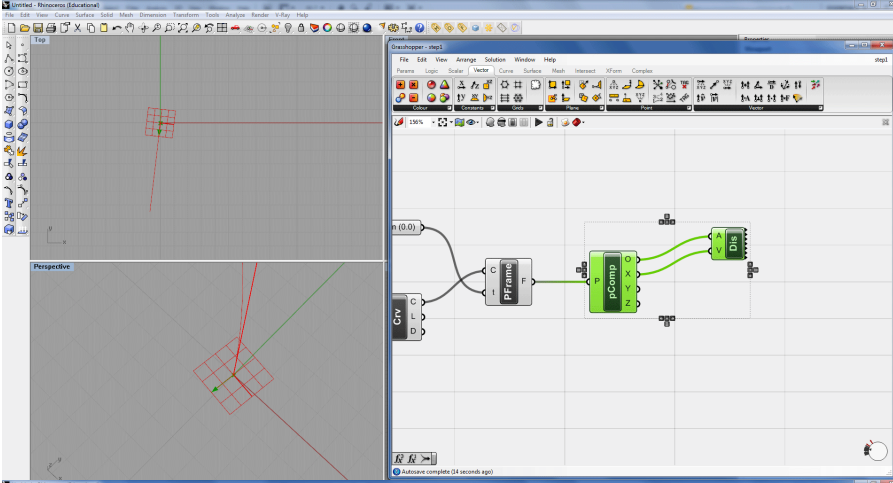 Untitled - Rhinoceros (Educational)
File Edit View Curve Surface Solid Mesh Dimension Transform Tools Analyze Render V-Ray Help
Top
y
x
Perspective
y
x
Grasshopper - step1
File Edit View Arrange Solution Window Help
step1
Params Logic Scalar Vector Curve Surface Mesh Intersect XForm Complex
Colour Constants Grids Plane Point Vector
156%
n (0.0)
C
t
PFrame
F
Crv
C
L
D
P
pComp
O
X
Y
Z
A
V
Dis
Autosave complete (14 seconds ago)